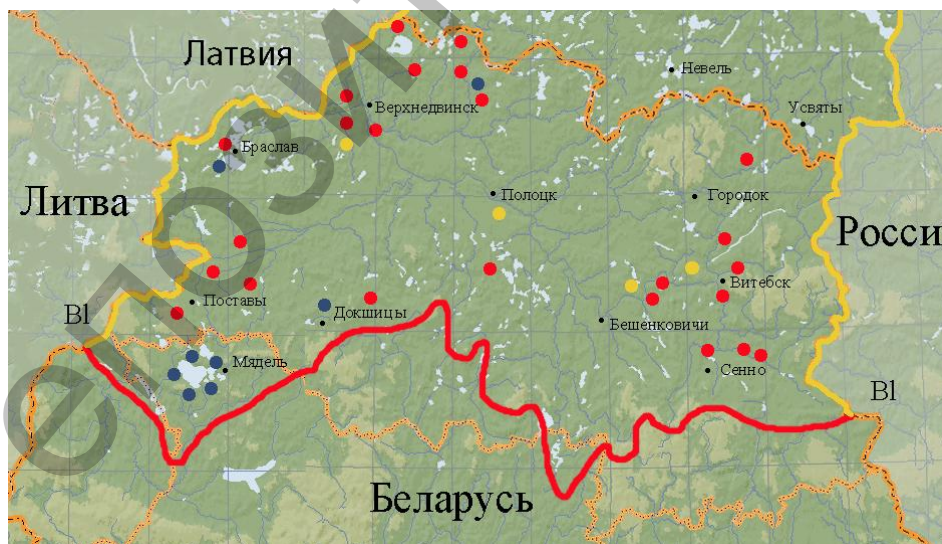 Латвия
Невель
Верхнедвинск
Усвяты
Браслав
Литва
Полоцк
Городок
Росси
Поставы
Витебск
Bl
Докшицы
Бешенковичи
Мядель
Сенно
Bl
Беларусь